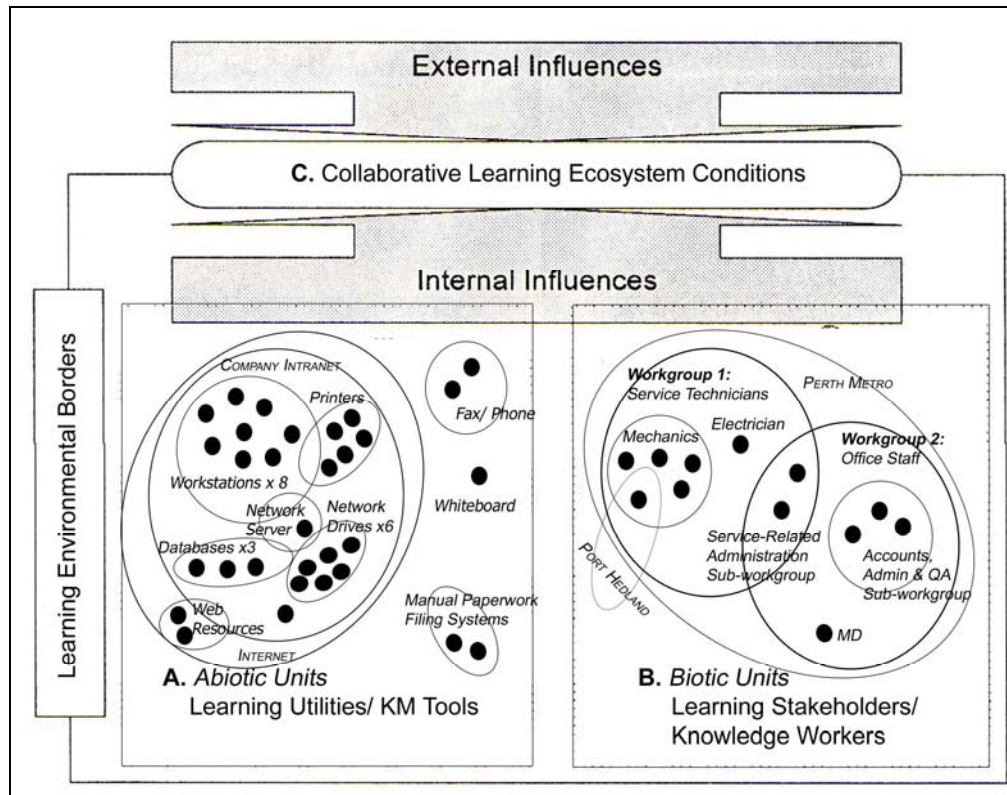 External Influences
C. Collaborative Learning Ecosystem Conditions
Internal Influences
Learning Environmental Borders
COMPANY INTRANET
Printers
Workstations x 8
Network
Server
Network
Drives x6
Databases x3
Web
Resources
INTERNET
Fax/ Phone
Whiteboard
Manual Paperwork
Filing Systems
A. Abiotic Units
Learning Utilities/ KM Tools
Workgroup 1:
Service Technicians
PERTH METRO
Mechanics
Electrician
Workgroup 2:
Office Staff
PORT HEDLAND
Service-Related
Administration
Sub-workgroup
Accounts,
Admin & QA
Sub-workgroup
MD
B. Biotic Units
Learning Stakeholders/
Knowledge Workers